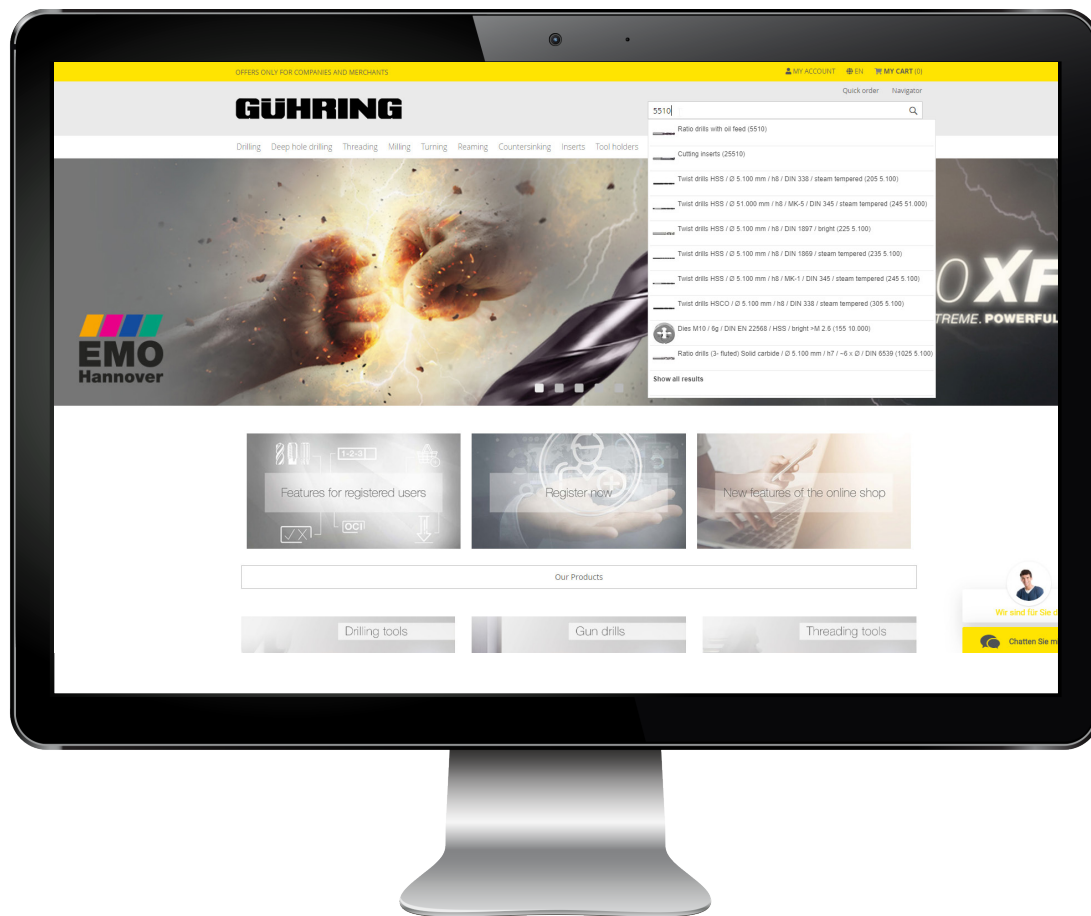 OFFERS ONLY FOR COMPANIES AND MERCHANTS
MY ACCOUNT EN MY CART (0)
Quick order Navigator
GÜHRING
5510
Drilling Deep hole drilling Threading Milling Turning Reaming Countersinking Inserts Tool holders
Ratio drills with oil feed (5510)
Cutting inserts (25510)
Twist drills HSS / Ø 5.100 mm / h8 / DIN 338 / steam tempered (205 5.100)
Twist drills HSS / Ø 51.000 mm / h8 / MK-5 / DIN 345 / steam tempered (245 51.000)
Twist drills HSS / Ø 5.100 mm / h8 / DIN 1897 / bright (225 5.100)
Twist drills HSS / Ø 5.100 mm / h8 / DIN 1869 / steam tempered (235 5.100)
Twist drills HSS / Ø 5.100 mm / h8 / MK-1 / DIN 345 / steam tempered (245 5.100)
Twist drills HSCO / Ø 5.100 mm / h8 / DIN 338 / steam tempered (305 5.100)
Dies M10 / 6g / DIN EN 22568 / HSS / bright >M 2.6 (155 10.000)
Ratio drills (3- fluted) Solid carbide / Ø 5.100 mm / h7 / ~6 x Ø / DIN 6539 (1025 5.100)
Show all results
EMO
Hannover
O XF
TREME. POWERFUL
Features for registered users
1-2-3
OCI
Register now
New features of the online shop
Our Products
Drilling tools
Gun drills
Threading tools
Wir sind für Sie d
Chatten Sie m